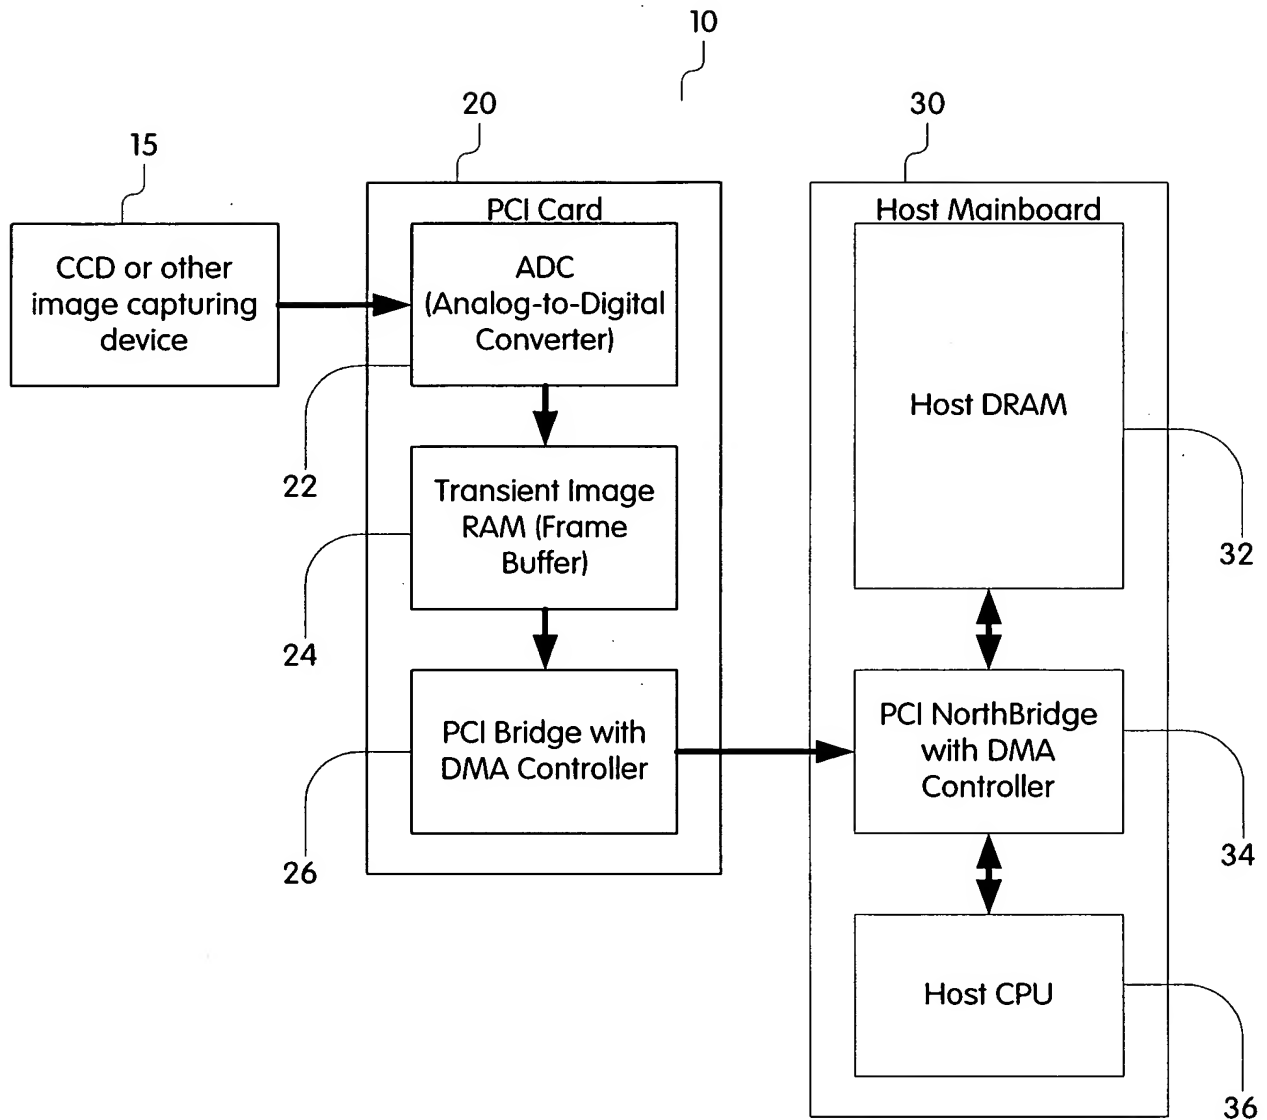 10
20
30
15
PCI Card
Host Mainboard
CCD or other
image capturing
device
ADC
(Analog-to-Digital
Converter)
Host DRAM
22
Transient Image
RAM (Frame
Buffer)
32
24
PCI Bridge with
DMA Controller
PCI NorthBridge
with DMA
Controller
26
34
Host CPU
36